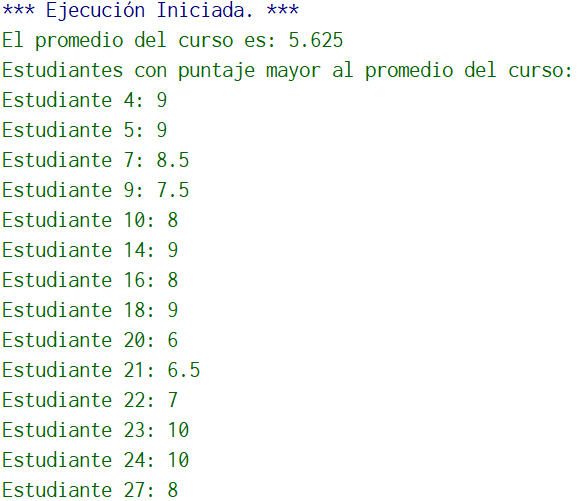 *** Ejecución Iniciada. ***
El promedio del curso es: 5.625
Estudiantes con puntaje mayor al promedio del curso:
Estudiante 4: 9
Estudiante 5: 9
Estudiante 7: 8.5
Estudiante 9: 7.5
Estudiante 10: 8
Estudiante 14: 9
Estudiante 16: 8
Estudiante 18: 9
Estudiante 20: 6
Estudiante 21: 6.5
Estudiante 22: 7
Estudiante 23: 10
Estudiante 24: 10
Estudiante 27: 8